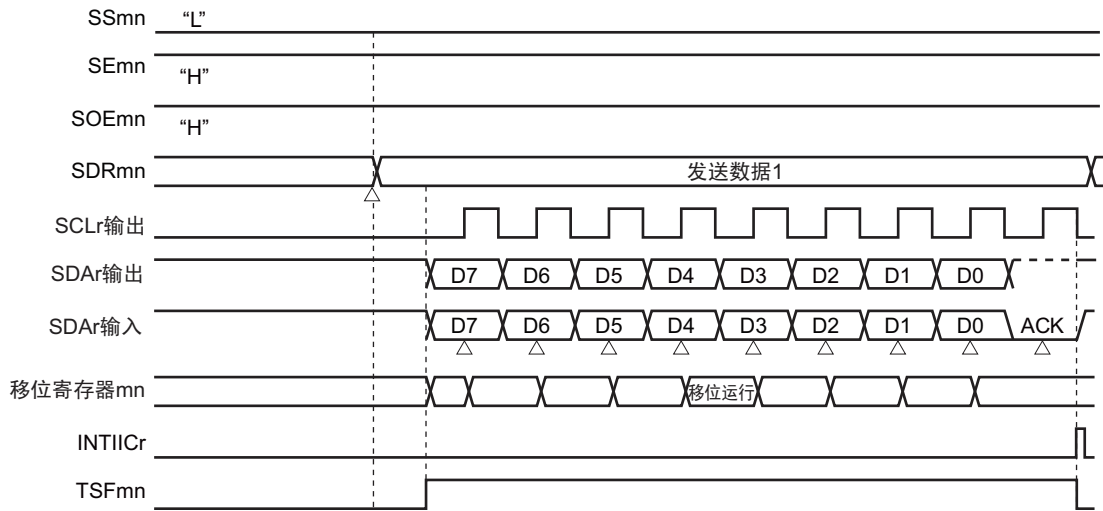 SSmn “L”
SEmn “H”
SOEmn “H”
SDRmn 发送数据1
SCLr输出
SDAr输出 D7 D6 D5 D4 D3 D2 D1 D0
SDAr输入 D7 D6 D5 D4 D3 D2 D1 D0 ACK
移位寄存器mn 移位运行
INTIICr
TSFmn